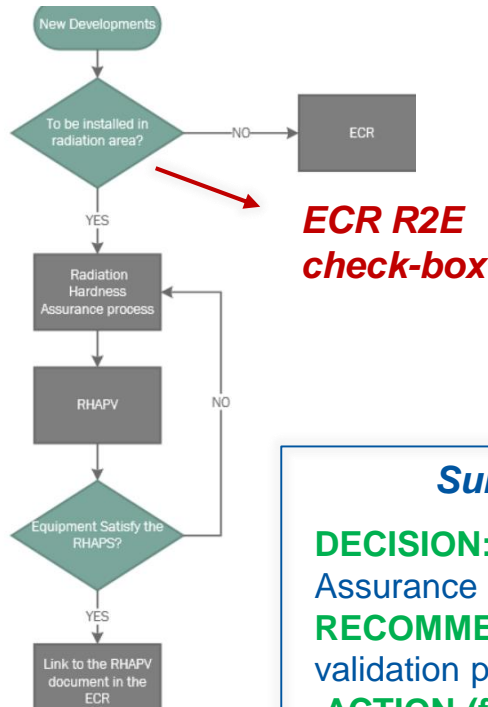 New Developments
To be installed in
radiation area?
NO
ECR
ECR R2E
check-box
YES
Radiation
Hardness
Assurance process
RHAPV
NO
Equipment Satisfy the
RHAPS?
YES
Link to the RHAPV
document in the
ECR
DECISION:
Assurance
validation
ACTION